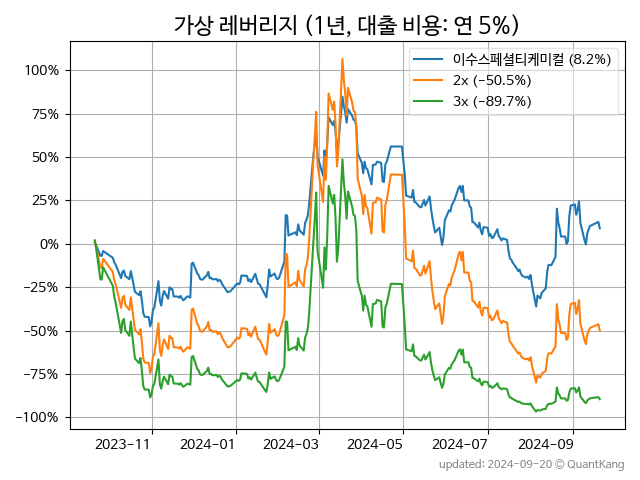 가상 레버리지 (1년, 대출 비용: 연 5%)
이수스페셜티케미컬 (8.2%)
2x (−50.5%)
3x (−89.7%)
100%
75%
50%
25%
0%
−25%
−50%
−75%
−100%
2023-11 2024-01 2024-03 2024-05 2024-07 2024-09
updated: 2024-09-20 © QuantKang